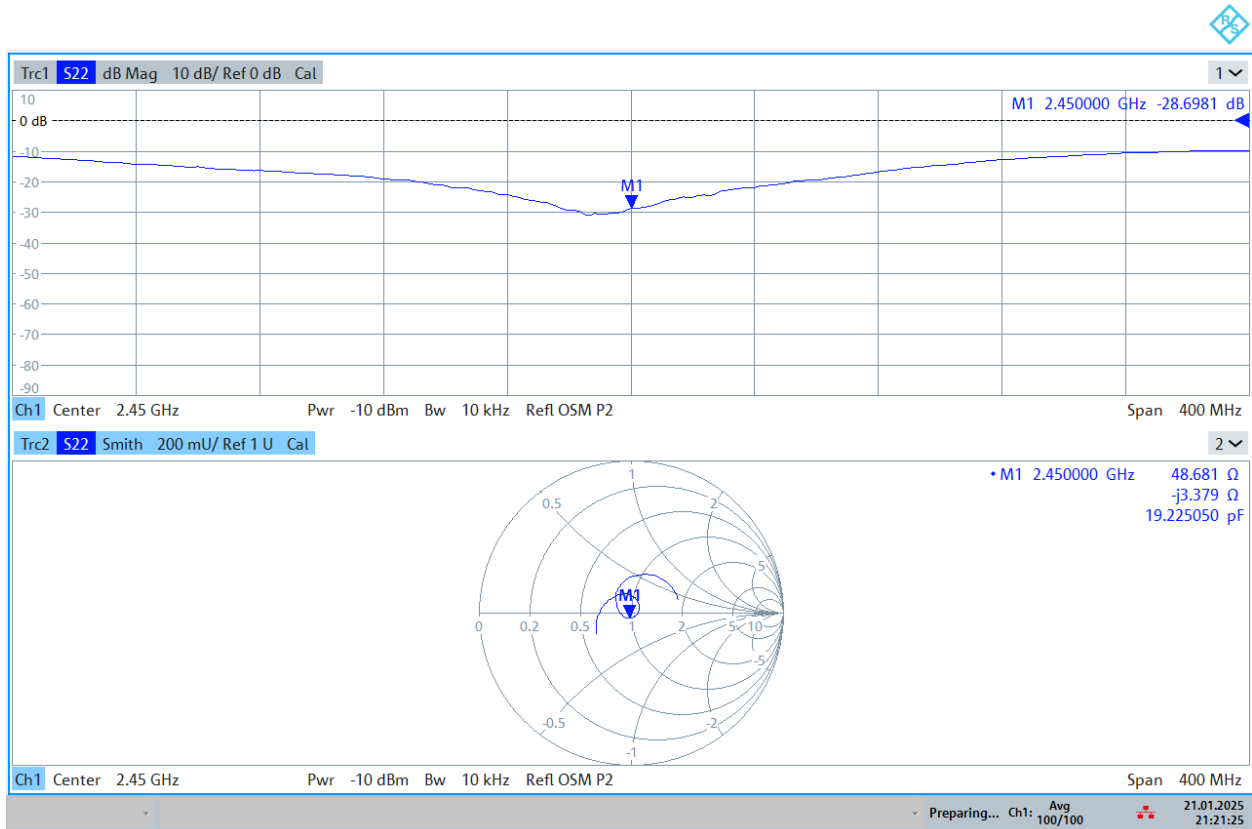 R&S
Trc1 S22 dB Mag 10 dB/ Ref 0 dB Cal
1
10
0 dB
-10
-20
-30
-40
-50
-60
-70
-80
-90
M1 2.450000 GHz -28.6981 dB
M1
Ch1 Center 2.45 GHz Pwr -10 dBm Bw 10 kHz Refl OSM P2 Span 400 MHz
Trc2 S22 Smith 200 mU/ Ref 1 U Cal
2
• M1 2.450000 GHz 48.681 Ω
-j3.379 Ω
19.225050 pF
1
0.5
2
5
M1
0 0.2 0.5 1 2 5 10
-5
-0.5
-2
-1
Ch1 Center 2.45 GHz Pwr -10 dBm Bw 10 kHz Refl OSM P2 Span 400 MHz
Preparing... Ch1: Avg 100/100
21.01.2025
21:21:25